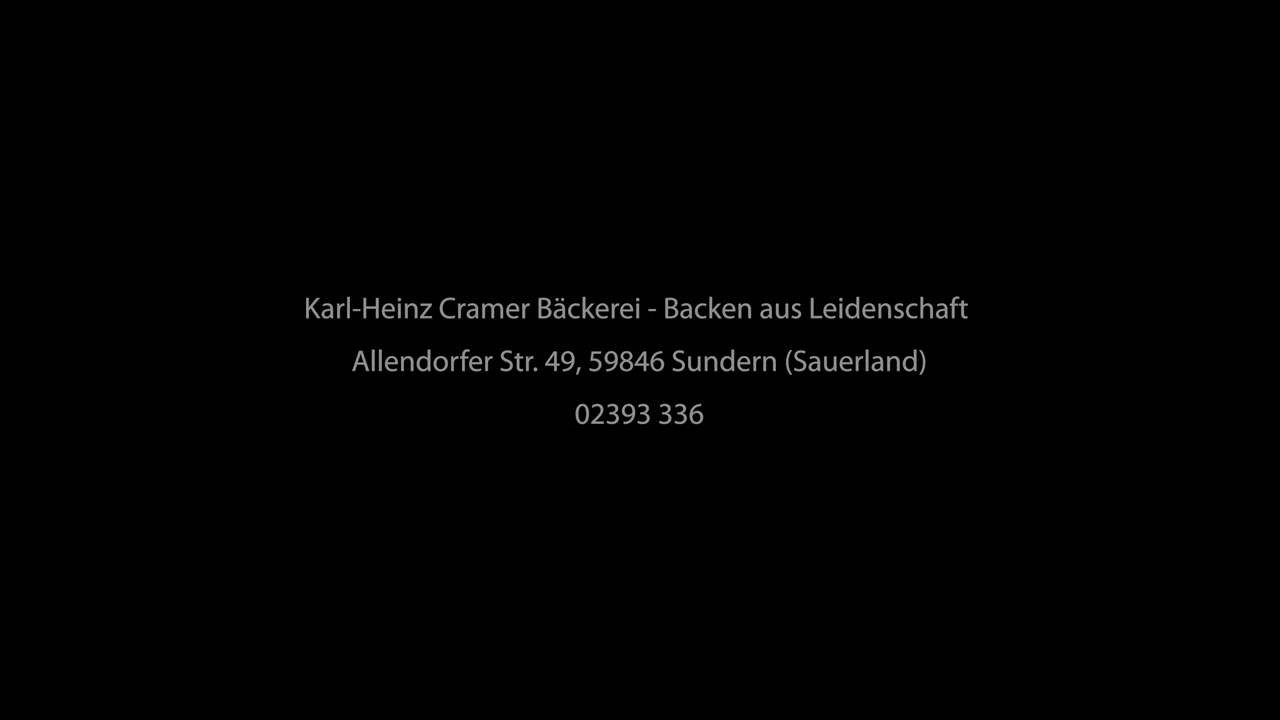 Karl-Heinz Cramer Bäckerei - Backen aus Leidenschaft
Allendorfer Str. 49, 59846 Sundern (Sauerland)
02393 336